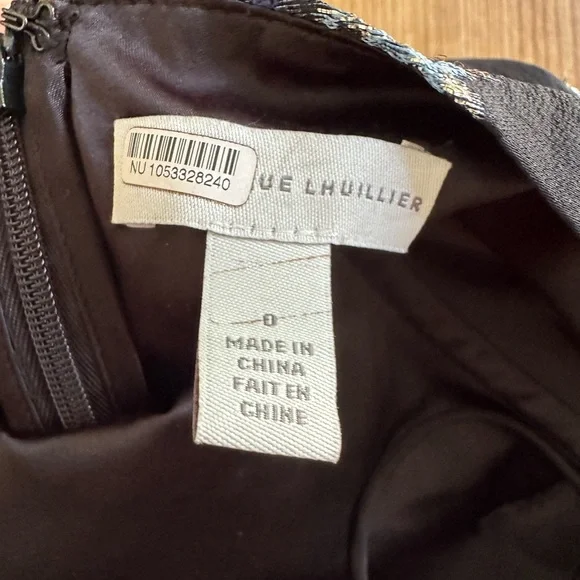 NU1053328240
UE LHUILLIER
0
MADE IN
CHINA
FAIT EN
CHINE